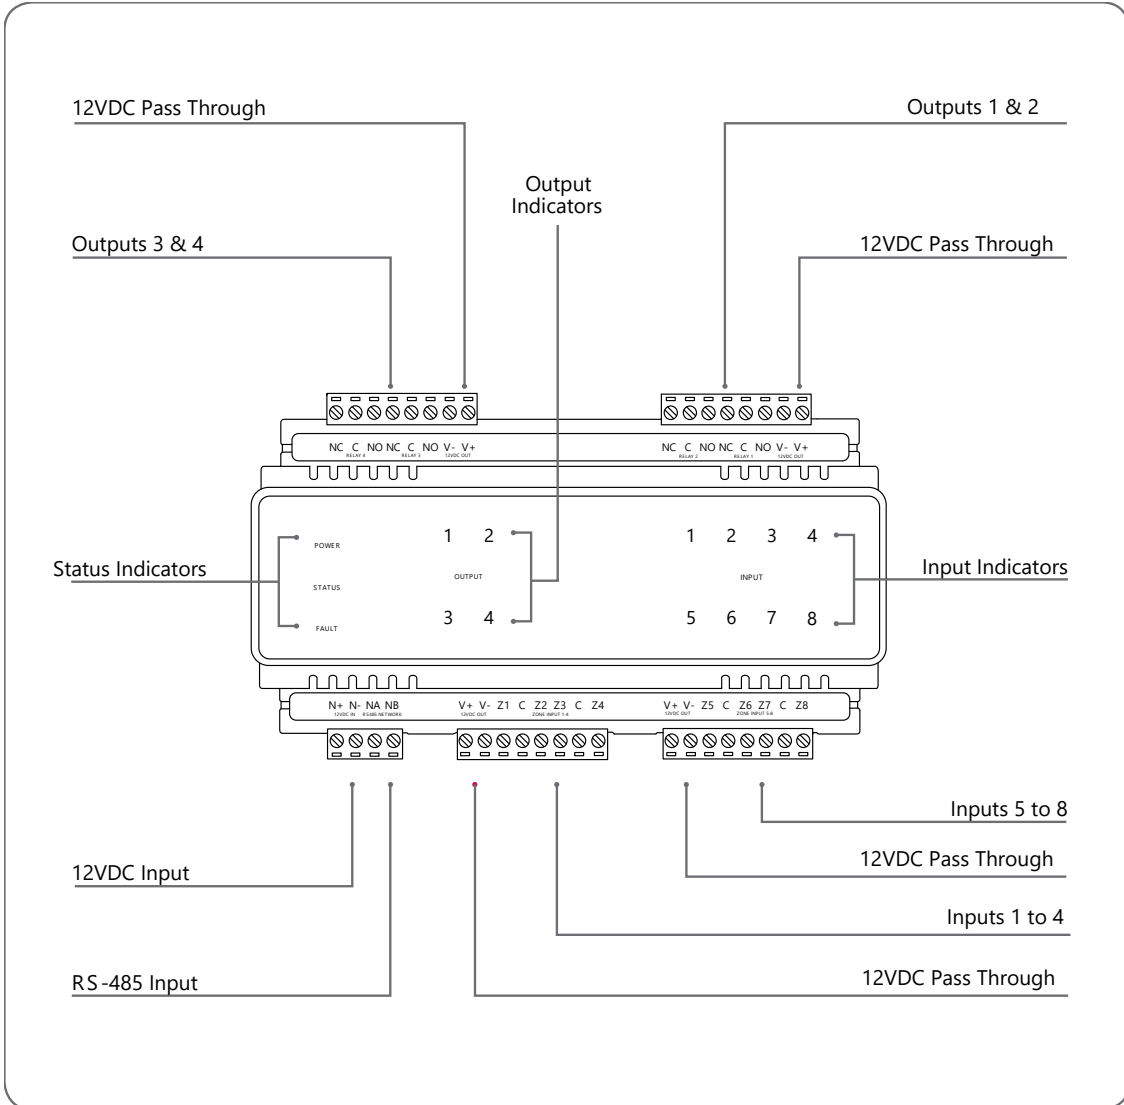 12VDC Pass Through
Outputs 1 & 2
Output
Indicators
Outputs 3 & 4
12VDC Pass Through
NC C NO NC C NO V- V+
RELAY 4 RELAY 3 12VDC OUT
NC C NO NC C NO V- V+
RELAY 2 RELAY 1 12VDC OUT
1 2
1 2 3 4
POWER
Status Indicators
OUTPUT
INPUT
Input Indicators
STATUS
3 4
5 6 7 8
FAULT
N+ N- NA NB
12VDC IN RS485 NETWORK
V+ V- Z1 C Z2 Z3 C Z4
12VDC OUT ZONE INPUT 1-4
V+ V- Z5 C Z6 Z7 C Z8
12VDC OUT ZONE INPUT 5-8
Inputs 5 to 8
12VDC Pass Through
12VDC Input
Inputs 1 to 4
RS-485 Input
12VDC Pass Through